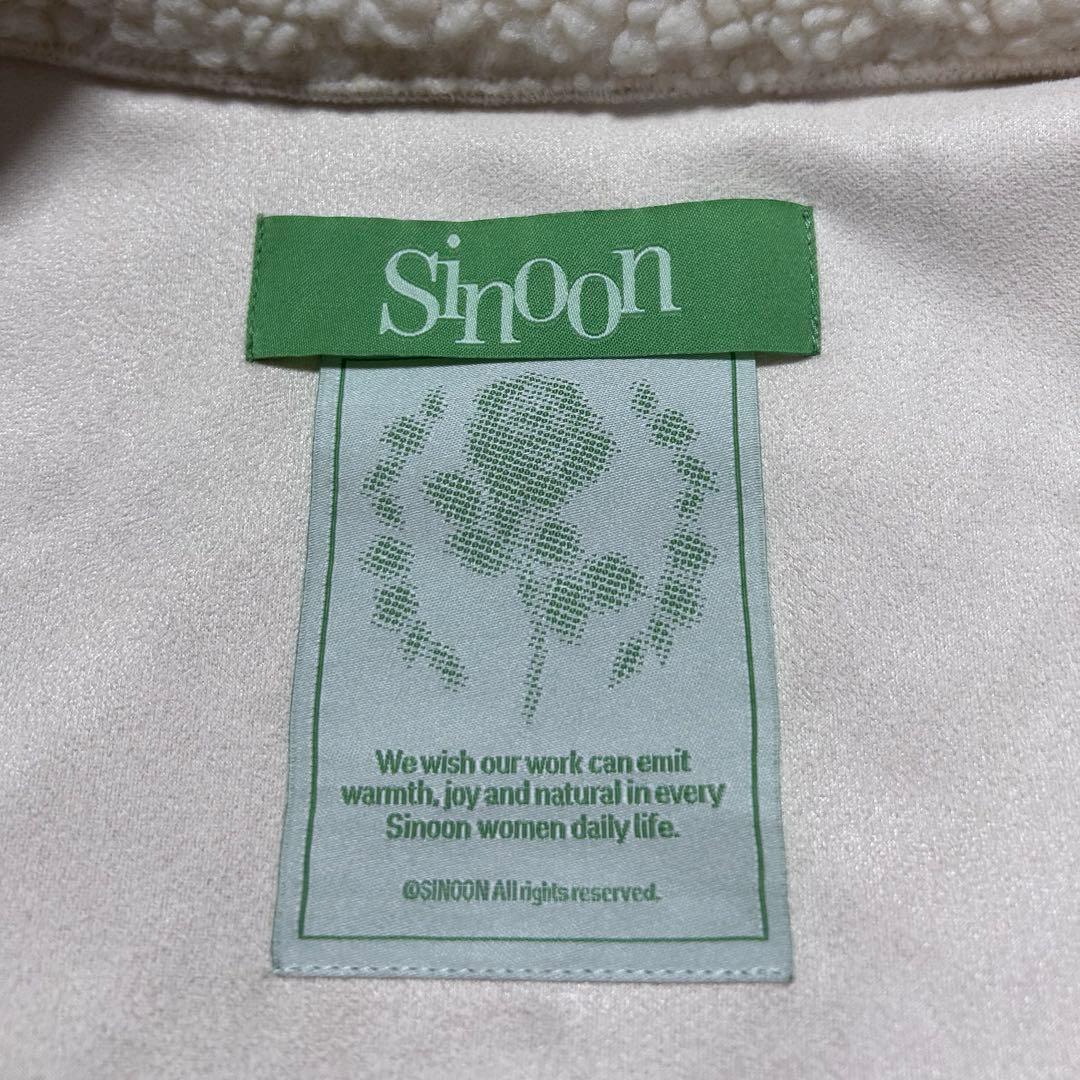 Sinoon
We wish our work can emit
warmth, joy and natural in every
Sinoon women daily life.
©SINOON All rights reserved.